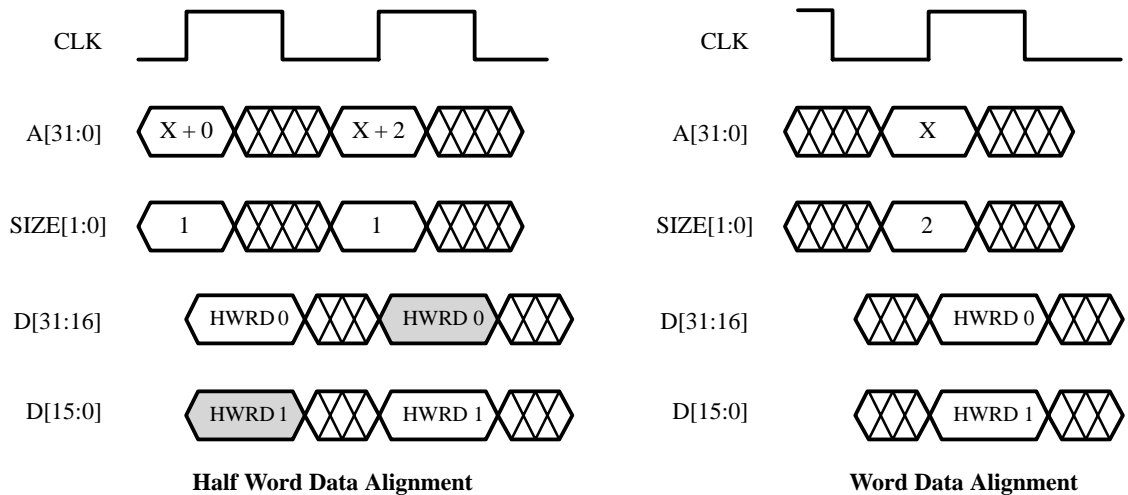 CLK
A[31:0] X + 0 X + 2
SIZE[1:0] 1 1
D[31:16] HWRD 0 HWRD 0
D[15:0] HWRD 1 HWRD 1
Half Word Data Alignment
CLK
A[31:0] X
SIZE[1:0] 2
D[31:16] HWRD 0
D[15:0] HWRD 1
Word Data Alignment